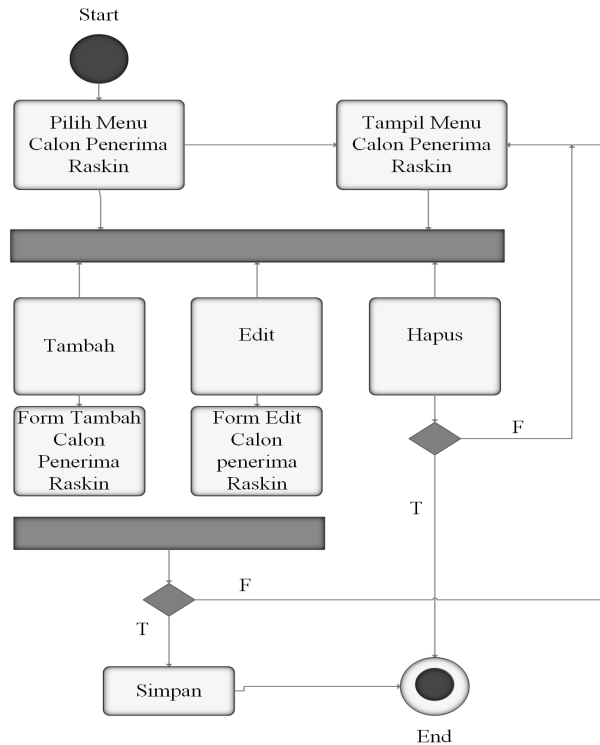 Start
Pilih Menu
Calon Penerima
Raskin
Tampil Menu
Calon Penerima
Raskin
Tambah
Edit
Hapus
Form Tambah
Calon
Penerima
Raskin
Form Edit
Calon
penerima
Raskin
F
T
F
T
Simpan
End